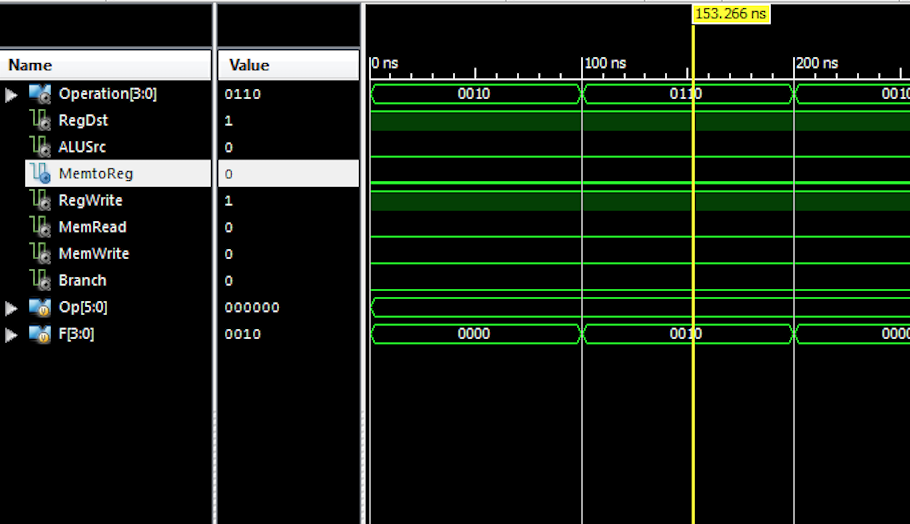 153.266 ns
Name Value 0 ns 100 ns 200 ns
Operation[3:0] 0110 0010 0110 0010
RegDst 1
ALUSrc 0
MemtoReg 0
RegWrite 1
MemRead 0
MemWrite 0
Branch 0
Op[5:0] 000000
F[3:0] 0010 0000 0010 0000